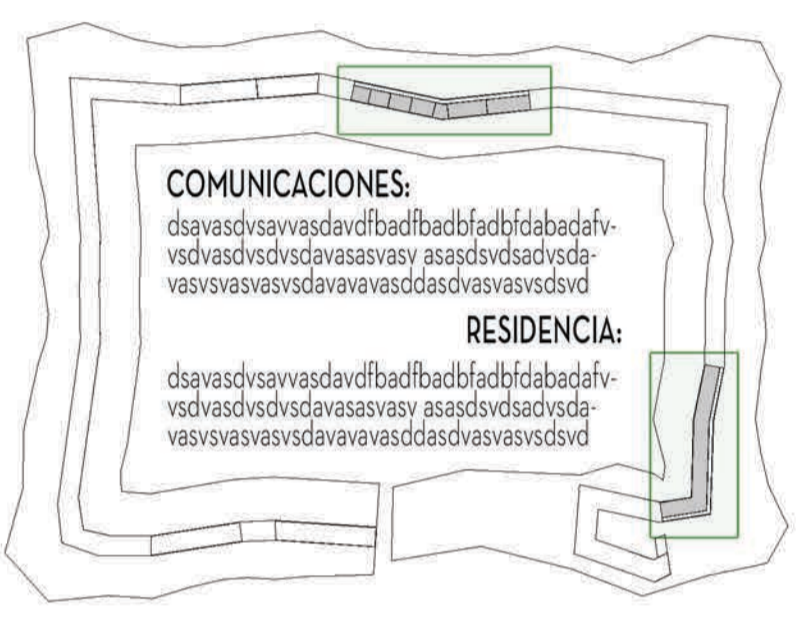 COMUNICACIONES:
dsavasdvsavvasdavdfbadfbadbfadbfdabadafv-
vsdvasdvsdvsdavasasvasv asasdsvdsadvsda-
vasvsvasvasvsdavavavasddasdvasvasvsdsvd
RESIDENCIA:
dsavasdvsavvasdavdfbadfbadbfadbfdabadafv-
vsdvasdvsdvsdavasasvasv asasdsvdsadvsda-
vasvsvasvasvsdavavavasddasdvasvasvsdsvd